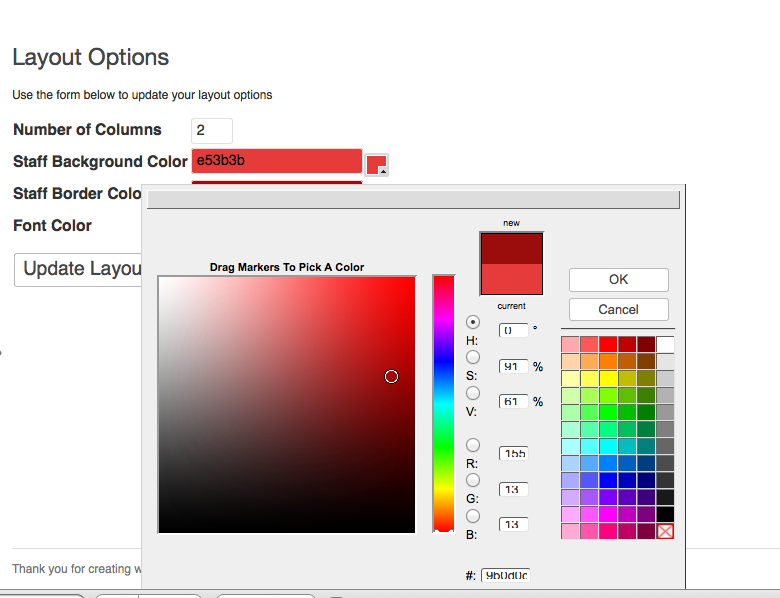 Layout Options
Use the form below to update your layout options
Number of Columns 2
Staff Background Color e53b3b
Staff Border Colo
Font Color
Update Layou
new
Drag Markers To Pick A Color
current
OK
Cancel
H: 0 °
S: 91 %
V: 61 %
R: 155
G: 13
B: 13
#: 9b0d0c
Thank you for creating w